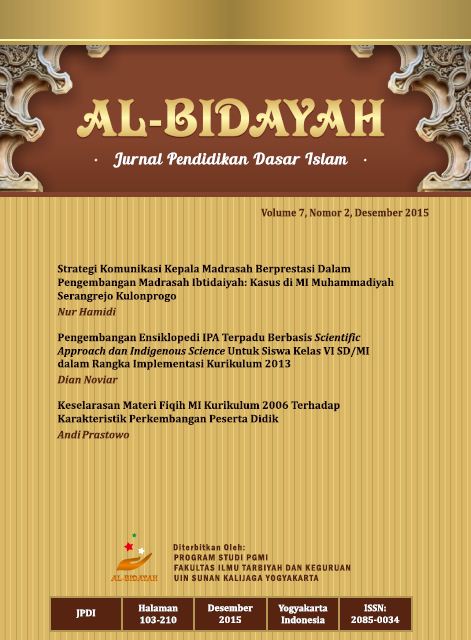 AL-BIDAYAH
· Jurnal Pendidikan Dasar Islam ·
Volume 7, Nomor 2, Desember 2015
Strategi Komunikasi Kepala Madrasah Berprestasi Dalam
Pengembangan Madrasah Ibtidaiyah: Kasus di MI Muhammadiyah
Serangrejo Kulonprogo
Nur Hamidi
Pengembangan Ensiklopedi IPA Terpadu Berbasis Scientific
Approach dan Indigenous Science Untuk Siswa Kelas VI SD/MI
dalam Rangka Implementasi Kurikulum 2013
Dian Noviar
Keselarasan Materi Fiqih MI Kurikulum 2006 Terhadap
Karakteristik Perkembangan Peserta Didik
Andi Prastowo
AL-BIDAYAH
Diterbitkan Oleh:
PROGRAM STUDI PGMI
FAKULTAS ILMU TARBIYAH DAN KEGURUAN
UIN SUNAN KALIJAGA YOGYAKARTA
JPDI
Halaman
103-210
Desember
2015
Yogyakarta
Indonesia
ISSN:
2085-0034